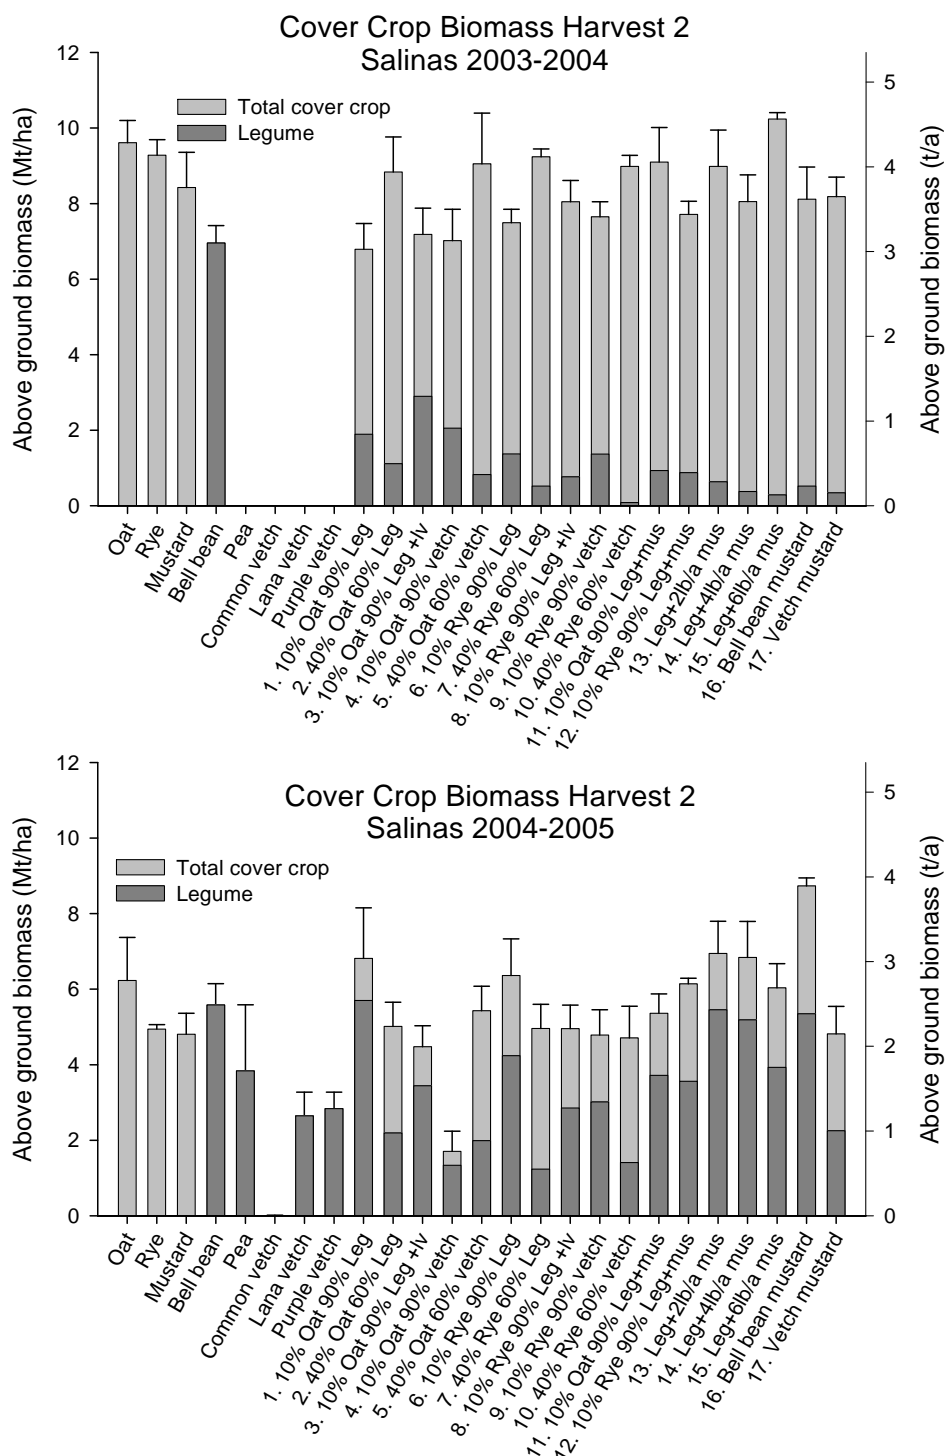 Cover Crop Biomass Harvest 2
Salinas 2003-2004
Total cover crop
Legume
Above ground biomass (Mt/ha)
12
10
8
6
4
2
0
Above ground biomass (t/a)
5
4
3
2
1
0
Oat
Rye
Mustard
Bell bean
Pea
Common vetch
Lana vetch
Purple vetch
1. 10% Oat 90% Leg
2. 40% Oat 60% Leg
3. 10% Oat 90% Leg +lv
4. 10% Oat 90% vetch
5. 40% Oat 60% vetch
6. 10% Rye 90% Leg
7. 40% Rye 60% Leg
8. 10% Rye 90% Leg +lv
9. 10% Rye 90% vetch
10. 40% Rye 60% vetch
11. 10% Oat 90% Leg+mus
12. 10% Rye 90% Leg+mus
13. Leg+2lb/a mus
14. Leg+4lb/a mus
15. Leg+6lb/a mus
16. Bell bean mustard
17. Vetch mustard
Cover Crop Biomass Harvest 2
Salinas 2004-2005
Total cover crop
Legume
Above ground biomass (Mt/ha)
12
10
8
6
4
2
0
Above ground biomass (t/a)
5
4
3
2
1
0
Oat
Rye
Mustard
Bell bean
Pea
Common vetch
Lana vetch
Purple vetch
1. 10% Oat 90% Leg
2. 40% Oat 60% Leg
3. 10% Oat 90% Leg +lv
4. 10% Oat 90% vetch
5. 40% Oat 60% vetch
6. 10% Rye 90% Leg
7. 40% Rye 60% Leg
8. 10% Rye 90% Leg +lv
9. 10% Rye 90% vetch
10. 40% Rye 60% vetch
11. 10% Oat 90% Leg+mus
12. 10% Rye 90% Leg+mus
13. Leg+2lb/a mus
14. Leg+4lb/a mus
15. Leg+6lb/a mus
16. Bell bean mustard
17. Vetch mustard